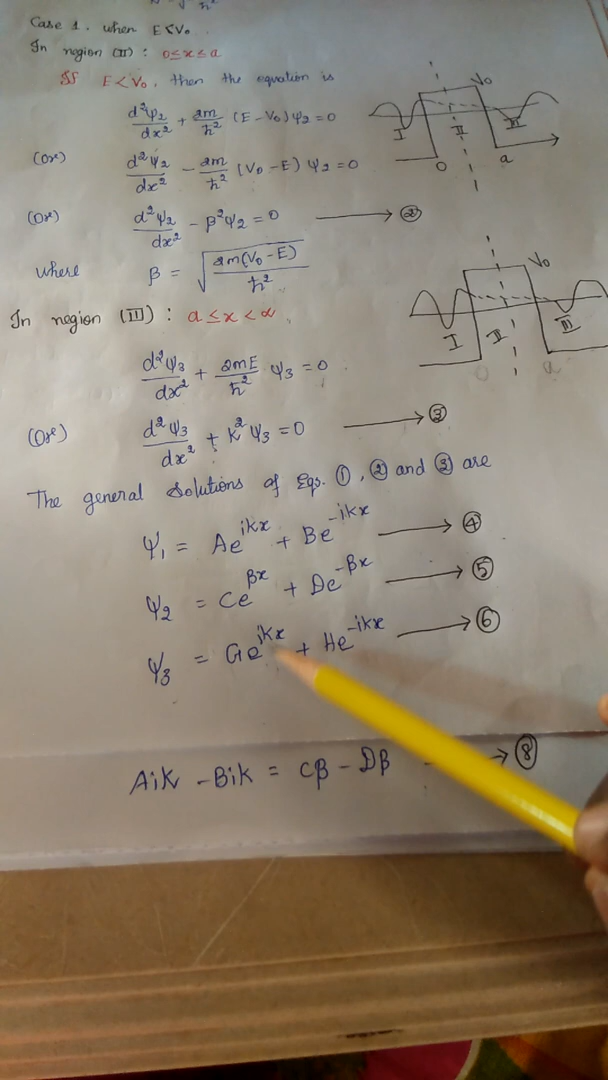 Case 1. when E<V₀.
In region (II) : 0≤x≤a
If E<V₀, then the equation is
d²ψ₂/dx² + 2m/ħ² (E-V₀)ψ₂=0
(or) d²ψ₂/dx² - 2m/ħ² (V₀-E) ψ₂=0
(or) d²ψ₂/dx² - β²ψ₂=0 → ②
where β = √(2m(V₀-E)/ħ²)
V₀
I II III
0 a
In region (III) : a≤x<∝
V₀
I II III
0 a
d²ψ₃/dx² + 2mE/ħ² ψ₃=0
(or) d²ψ₃/dx² + k²ψ₃=0 → ③
The general solutions of Eqs. ①, ② and ③ are
ψ₁ = Ae^ikx + Be^-ikx → ④
ψ₂ = Ce^βx + De^-βx → ⑤
ψ₃ = Ge^ikx + He^-ikx → ⑥
Aik - Bik = Cβ - Dβ → ⑧